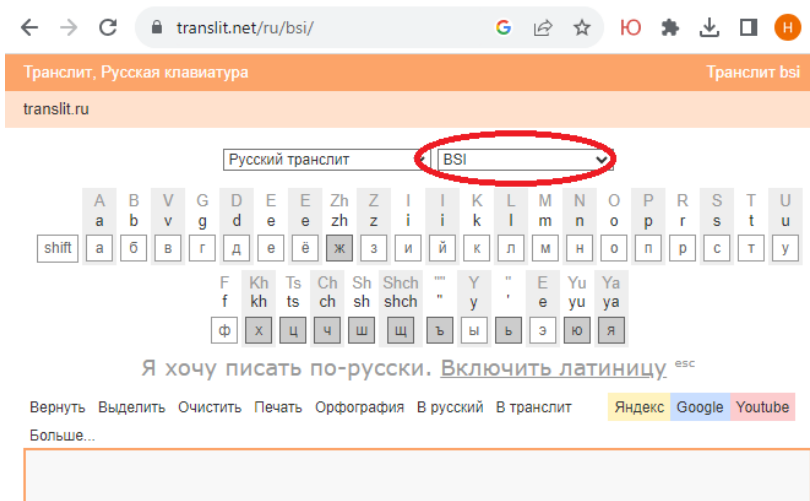 translit.net/ru/bsi/
Транслит, Русская клавиатура Транслит bsi
translit.ru
Русский транслит BSI
A B V G D E E Zh Z I I K L M N O P R S T U
a b v g d e e zh z i i k l m n o p r s t u
shift а б в г д е ё ж з и й к л м н о п р с т у
F Kh Ts Ch Sh Shch "" Y " E Yu Ya
f kh ts ch sh shch " y ' e yu ya
ф х ц ч ш щ ъ ы ь э ю я
Я хочу писать по-русски. Включить латиницу esc
Вернуть Выделить Очистить Печать Орфография В русский В транслит Яндекс Google Youtube
Больше...